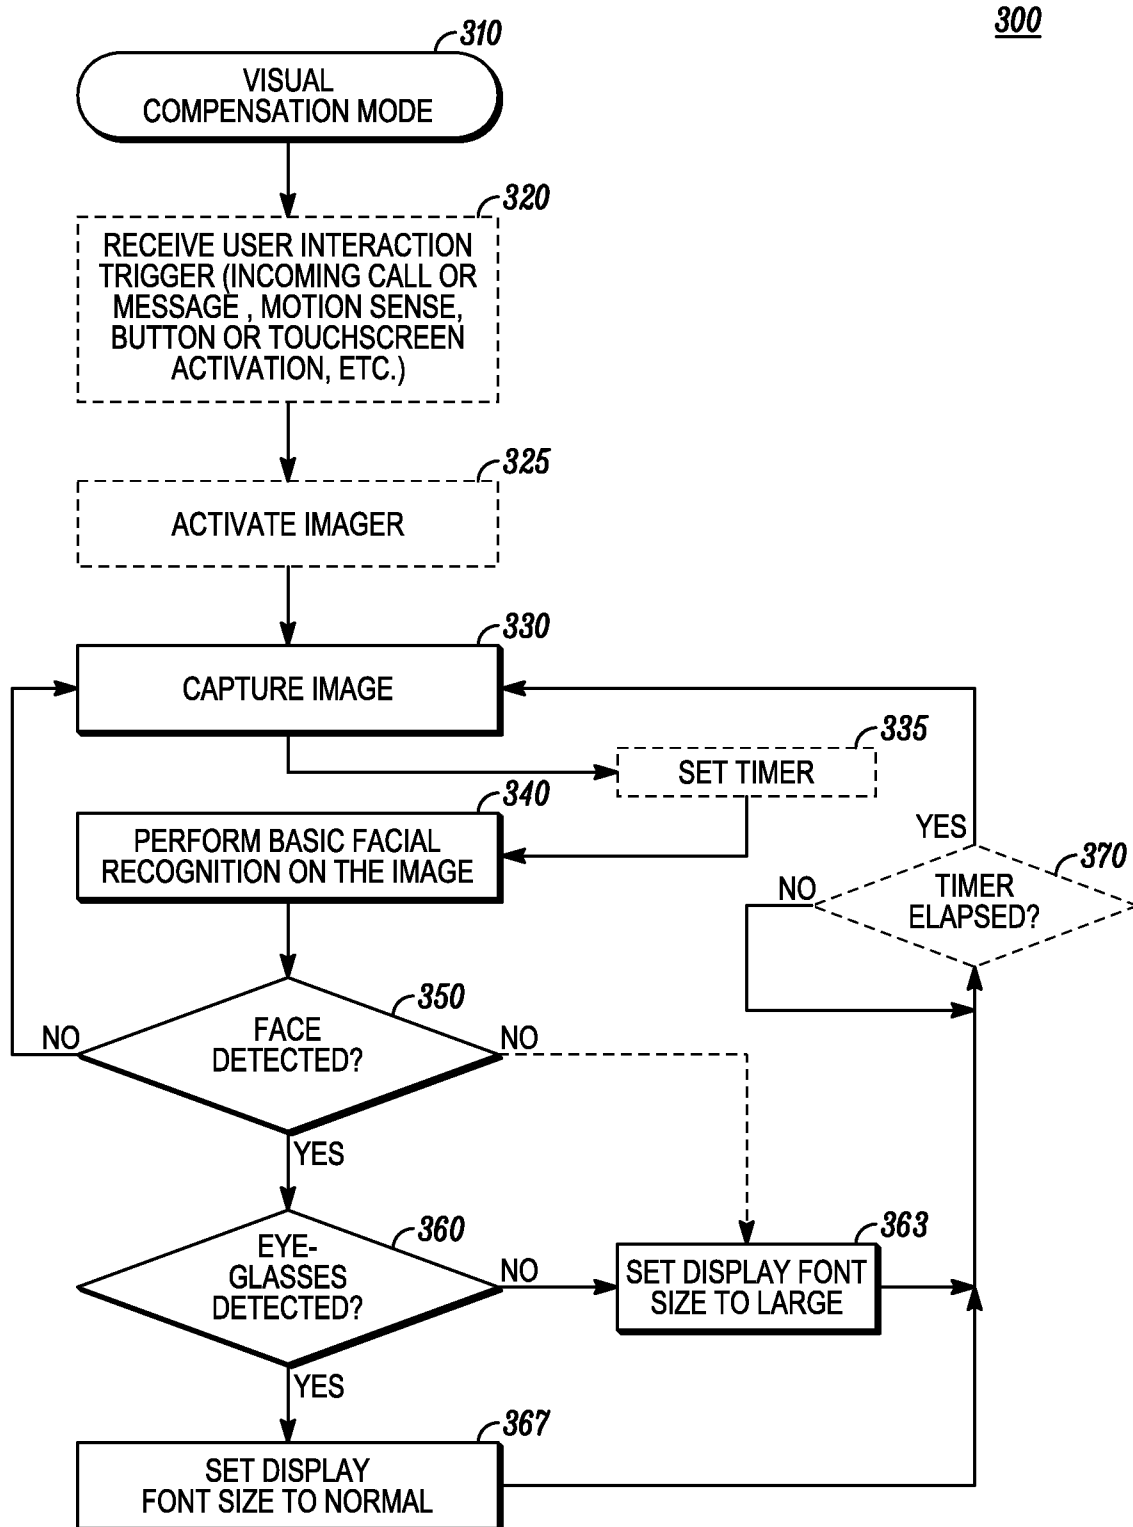 300
310
VISUAL
COMPENSATION MODE
320
RECEIVE USER INTERACTION
TRIGGER (INCOMING CALL OR
MESSAGE , MOTION SENSE,
BUTTON OR TOUCHSCREEN
ACTIVATION, ETC.)
325
ACTIVATE IMAGER
330
CAPTURE IMAGE
335
SET TIMER
340
PERFORM BASIC FACIAL
RECOGNITION ON THE IMAGE
YES
370
NO
TIMER
ELAPSED?
350
NO
FACE
DETECTED?
NO
YES
360
EYE-
GLASSES
DETECTED?
NO
363
SET DISPLAY FONT
SIZE TO LARGE
YES
367
SET DISPLAY
FONT SIZE TO NORMAL